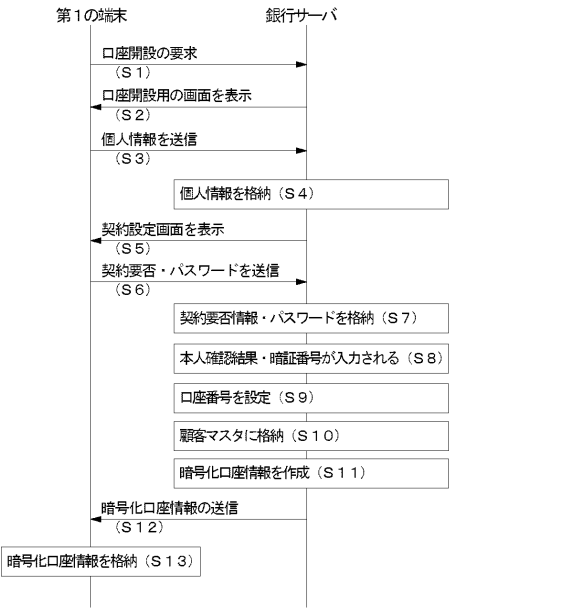 第1の端末　銀行サーバ
口座開設の要求
（S1）
口座開設用の画面を表示
（S2）
個人情報を送信
（S3）
個人情報を格納（S4）
契約設定画面を表示
（S5）
契約要否・パスワードを送信
（S6）
契約要否情報・パスワードを格納（S7）
本人確認結果・暗証番号が入力される（S8）
口座番号を設定（S9）
顧客マスタに格納（S10）
暗号化口座情報を作成（S11）
暗号化口座情報の送信
（S12）
暗号化口座情報を格納（S13）